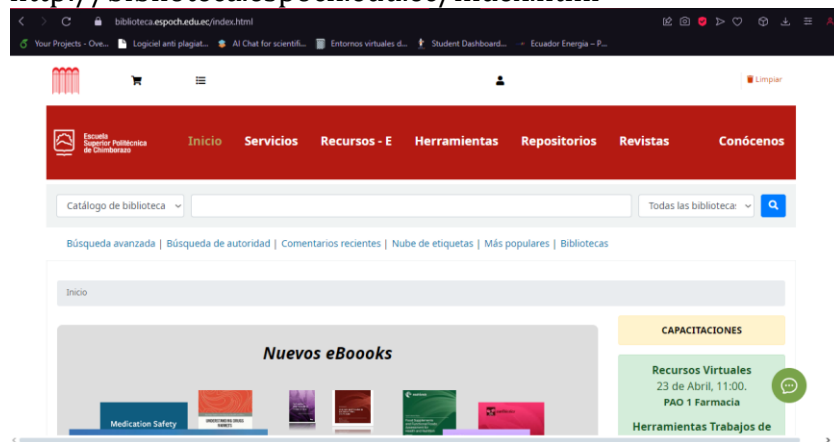 biblioteca.espoch.edu.ec/index.html
Your Projects - Ove... Logiciel anti plagiat... AI Chat for scientifi... Entornos virtuales d... Student Dashboard... Ecuador Energia – P...
Limpiar
Escuela
Superior Politécnica
de Chimborazo
Inicio Servicios Recursos - E Herramientas Repositorios Revistas Conócenos
Catálogo de biblioteca Todas las biblioteca:
Búsqueda avanzada | Búsqueda de autoridad | Comentarios recientes | Nube de etiquetas | Más populares | Bibliotecas
Inicio
CAPACITACIONES
Nuevos eBoooks
Recursos Virtuales
23 de Abril, 11:00.
PAO 1 Farmacia
Herramientas Trabajos de
Medication Safety